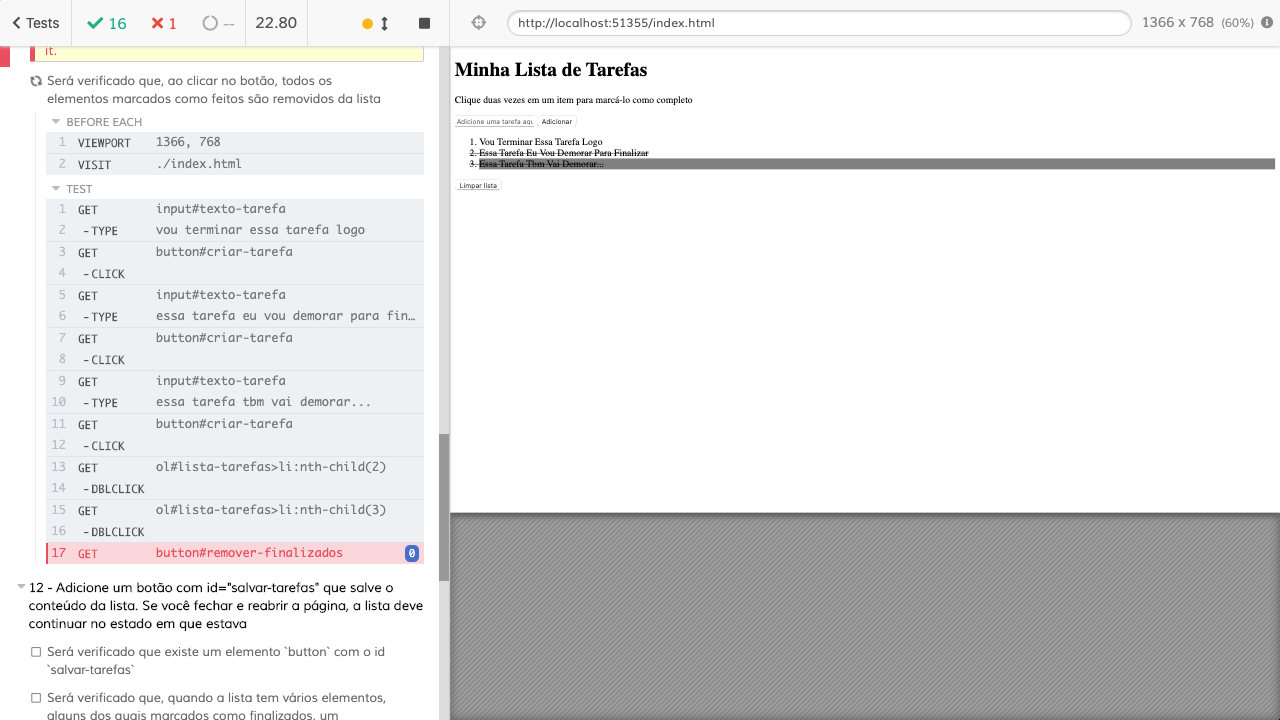 Tests
16
1
--
22.80
http://localhost:51355/index.html
1366 x 768 (60%)
it.
Será verificado que, ao clicar no botão, todos os
elementos marcados como feitos são removidos da lista
BEFORE EACH
1 VIEWPORT 1366, 768
2 VISIT ./index.html
TEST
1 GET input#texto-tarefa
2 -TYPE vou terminar essa tarefa logo
3 GET button#criar-tarefa
4 -CLICK
5 GET input#texto-tarefa
6 -TYPE essa tarefa eu vou demorar para fin…
7 GET button#criar-tarefa
8 -CLICK
9 GET input#texto-tarefa
10 -TYPE essa tarefa tbm vai demorar...
11 GET button#criar-tarefa
12 -CLICK
13 GET ol#lista-tarefas>li:nth-child(2)
14 -DBLCLICK
15 GET ol#lista-tarefas>li:nth-child(3)
16 -DBLCLICK
17 GET button#remover-finalizados 0
12 - Adicione um botão com id="salvar-tarefas" que salve o
conteúdo da lista. Se você fechar e reabrir a página, a lista deve
continuar no estado em que estava
Será verificado que existe um elemento `button` com o id
`salvar-tarefas`
Será verificado que, quando a lista tem vários elementos,
alguns dos quais marcados como finalizados, um
Minha Lista de Tarefas
Clique duas vezes em um item para marcá-lo como completo
Adicione uma tarefa aqu Adicionar
1. Vou Terminar Essa Tarefa Logo
2. Essa Tarefa Eu Vou Demorar Para Finalizar
3. Essa Tarefa Tbm Vai Demorar...
Limpar lista